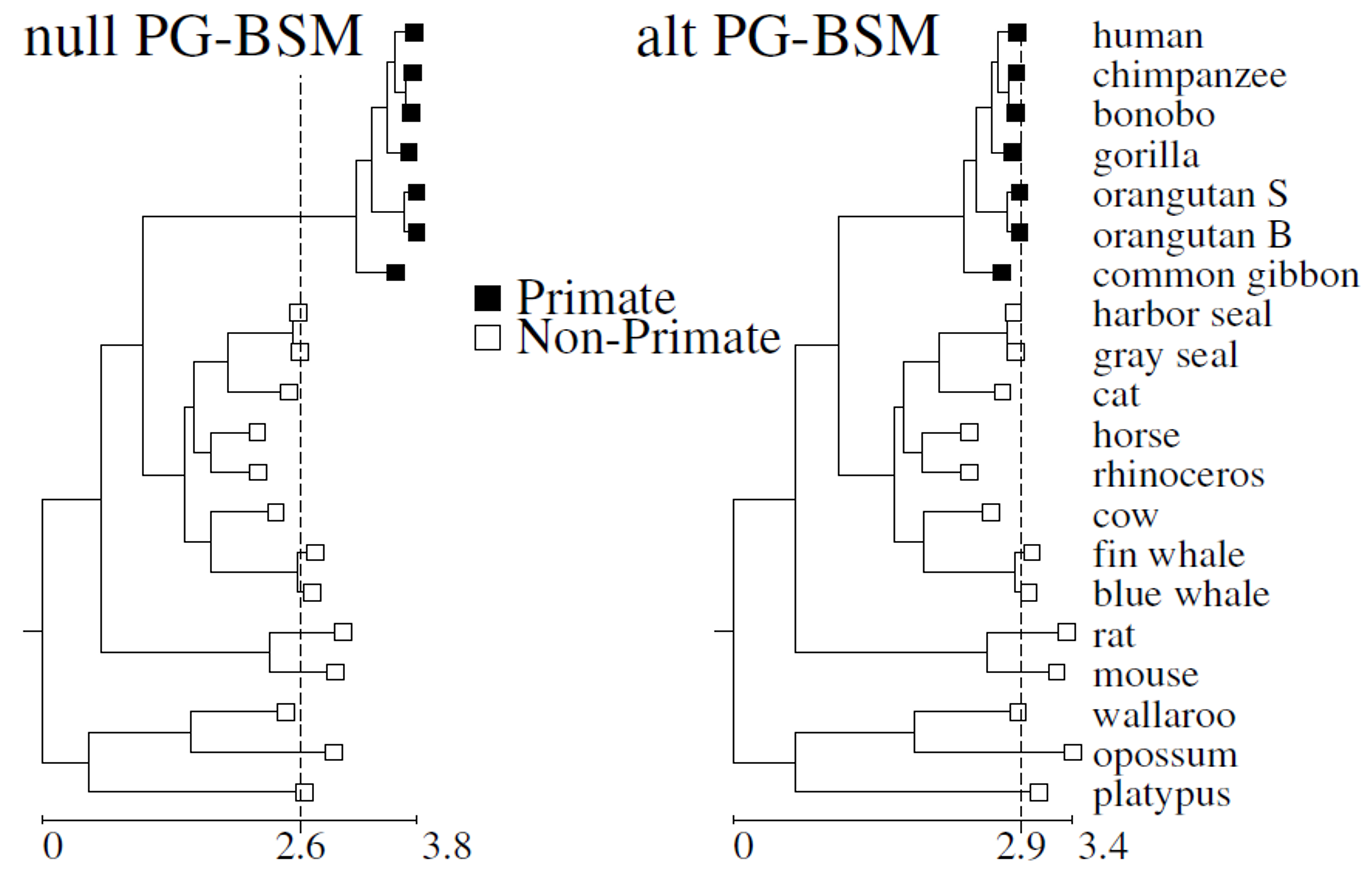 null PG-BSM
alt PG-BSM
human
chimpanzee
bonobo
gorilla
orangutan S
orangutan B
common gibbon
Primate
harbor seal
Non-Primate
gray seal
cat
horse
rhinoceros
cow
fin whale
blue whale
rat
mouse
wallaroo
opossum
platypus
0 2.6 3.8
0 2.9 3.4